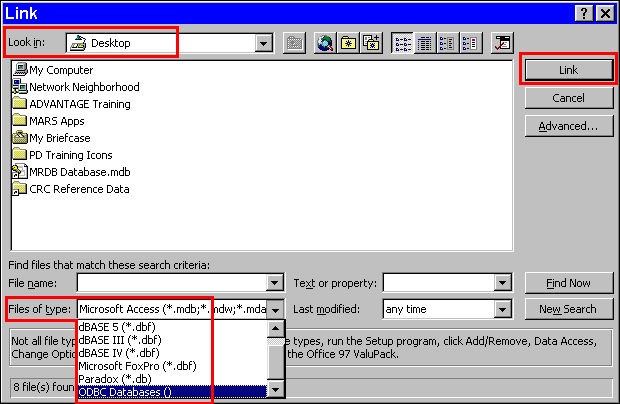 Link
Look in: Desktop
My Computer
Network Neighborhood
ADVANTAGE Training
MARS Apps
My Briefcase
PD Training Icons
MRDB Database.mdb
CRC Reference Data
Link
Cancel
Advanced...
Find files that match these search criteria:
File name: Text or property: Find Now
Files of type: Microsoft Access (*.mdb;*.mdw;*.mda Last modified: any time New Search
dBASE 5 (*.dbf)
dBASE III (*.dbf)
dBASE IV (*.dbf)
Microsoft FoxPro (*.dbf)
Paradox (*.db)
ODBC Databases ()
Not all file typ e types, run the Setup program, click Add/Remove, Data Access,
Change Optio the Office 97 ValuPack.
8 file(s) foun